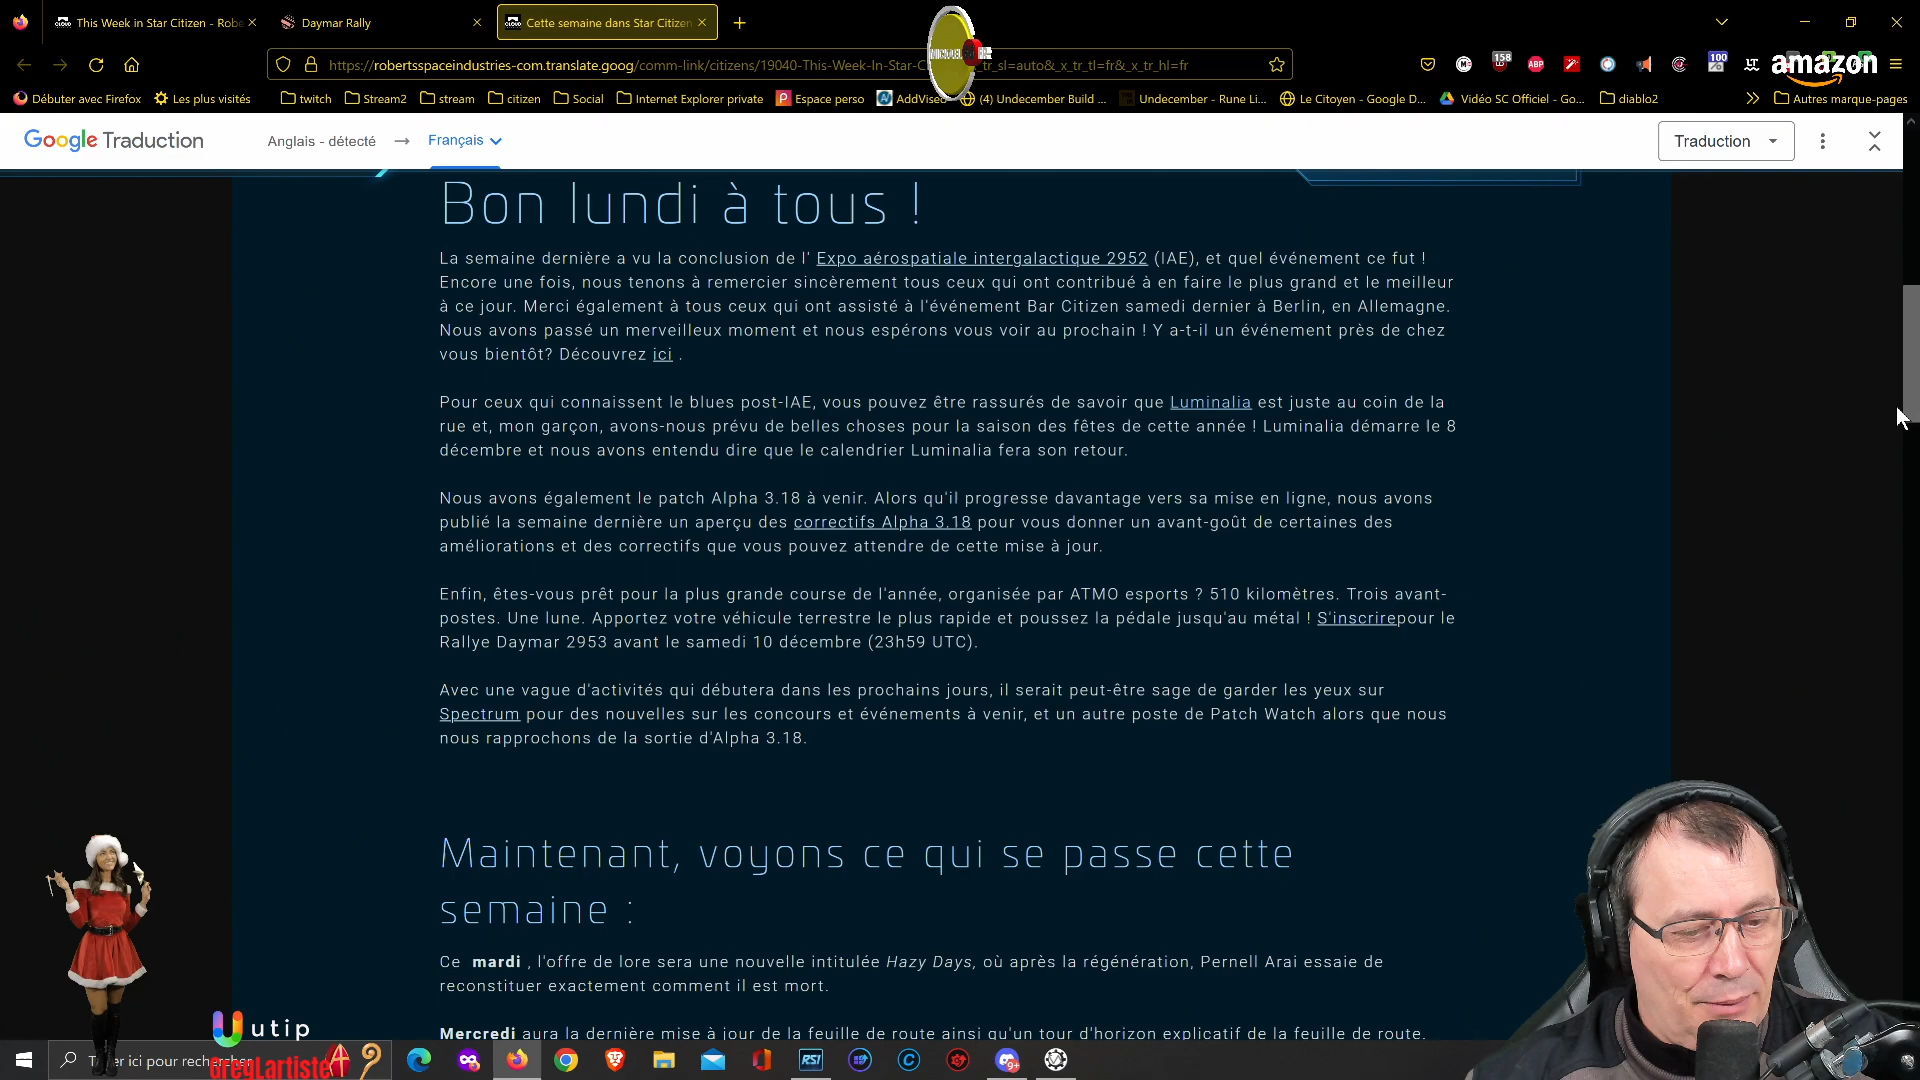 This Week in Star Citizen - Robe
Daymar Rally
Cette semaine dans Star Citizen
https://robertsspaceindustries-com.translate.goog/comm-link/citizens/19040-This-Week-In-Star-C
_tr_sl=auto&_x_tr_tl=fr&_x_tr_hl=fr
158
ABP
100
amazon
Débuter avec Firefox
Les plus visités
twitch
Stream2
stream
citizen
Social
Internet Explorer private
Espace perso
AddVised
(4) Undecember Build ...
Undecember - Rune Li...
Le Citoyen - Google D...
Vidéo SC Officiel - Go...
diablo2
Autres marque-pages
Google Traduction
Anglais - détecté
Français
Traduction
Bon lundi à tous !
La semaine dernière a vu la conclusion de l' Expo aérospatiale intergalactique 2952 (IAE), et quel événement ce fut !
Encore une fois, nous tenons à remercier sincèrement tous ceux qui ont contribué à en faire le plus grand et le meilleur
à ce jour. Merci également à tous ceux qui ont assisté à l'événement Bar Citizen samedi dernier à Berlin, en Allemagne.
Nous avons passé un merveilleux moment et nous espérons vous voir au prochain ! Y a-t-il un événement près de chez
vous bientôt? Découvrez ici .
Pour ceux qui connaissent le blues post-IAE, vous pouvez être rassurés de savoir que Luminalia est juste au coin de la
rue et, mon garçon, avons-nous prévu de belles choses pour la saison des fêtes de cette année ! Luminalia démarre le 8
décembre et nous avons entendu dire que le calendrier Luminalia fera son retour.
Nous avons également le patch Alpha 3.18 à venir. Alors qu'il progresse davantage vers sa mise en ligne, nous avons
publié la semaine dernière un aperçu des correctifs Alpha 3.18 pour vous donner un avant-goût de certaines des
améliorations et des correctifs que vous pouvez attendre de cette mise à jour.
Enfin, êtes-vous prêt pour la plus grande course de l'année, organisée par ATMO esports ? 510 kilomètres. Trois avant-
postes. Une lune. Apportez votre véhicule terrestre le plus rapide et poussez la pédale jusqu'au métal ! S'inscrirepour le
Rallye Daymar 2953 avant le samedi 10 décembre (23h59 UTC).
Avec une vague d'activités qui débutera dans les prochains jours, il serait peut-être sage de garder les yeux sur
Spectrum pour des nouvelles sur les concours et événements à venir, et un autre poste de Patch Watch alors que nous
nous rapprochons de la sortie d'Alpha 3.18.
Maintenant, voyons ce qui se passe cette
semaine :
Ce mardi , l'offre de lore sera une nouvelle intitulée Hazy Days, où après la régénération, Pernell Arai essaie de
reconstituer exactement comment il est mort.
Mercredi aura la dernière mise à jour de la feuille de route ainsi qu'un tour d'horizon explicatif de la feuille de route.
utip
ici pour rechercher
GregLartiste
RSI
9+